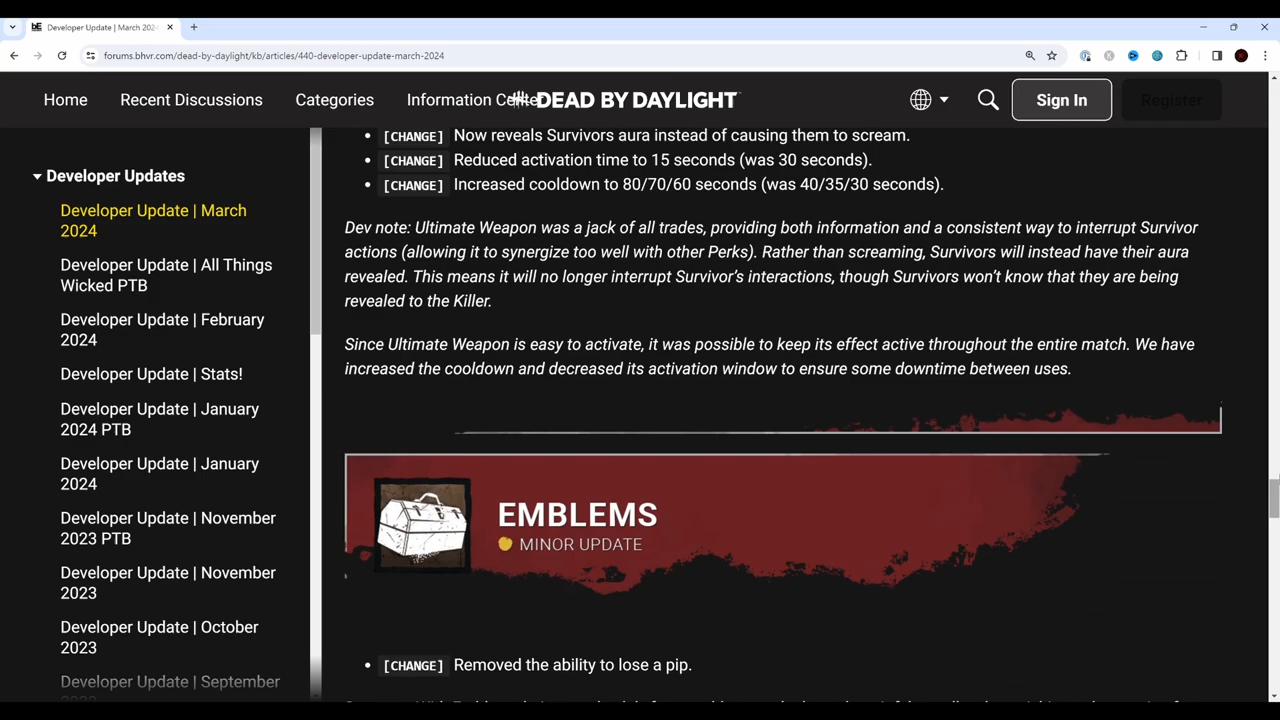 Developer Update | March 202
forums.bhvr.com/dead-by-daylight/kb/articles/440-developer-update-march-2024
Home
Recent Discussions
Categories
Information Cente
DEAD BY DAYLIGHT
Sign In
Register
Developer Updates
Developer Update | March
2024
Developer Update | All Things
Wicked PTB
Developer Update | February
2024
Developer Update | Stats!
Developer Update | January
2024 PTB
Developer Update | January
2024
Developer Update | November
2023 PTB
Developer Update | November
2023
Developer Update | October
2023
Developer Update | September
• [CHANGE] Now reveals Survivors aura instead of causing them to scream.
• [CHANGE] Reduced activation time to 15 seconds (was 30 seconds).
• [CHANGE] Increased cooldown to 80/70/60 seconds (was 40/35/30 seconds).
Dev note: Ultimate Weapon was a jack of all trades, providing both information and a consistent way to interrupt Survivor
actions (allowing it to synergize too well with other Perks). Rather than screaming, Survivors will instead have their aura
revealed. This means it will no longer interrupt Survivor's interactions, though Survivors won't know that they are being
revealed to the Killer.
Since Ultimate Weapon is easy to activate, it was possible to keep its effect active throughout the entire match. We have
increased the cooldown and decreased its activation window to ensure some downtime between uses.
EMBLEMS
MINOR UPDATE
• [CHANGE] Removed the ability to lose a pip.